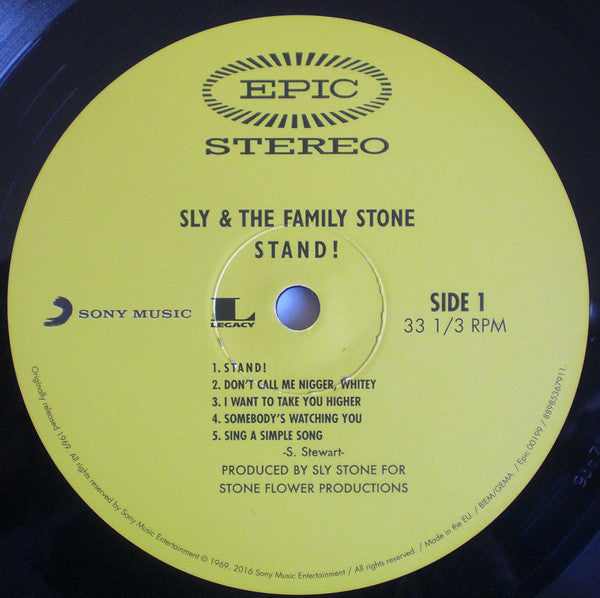 EPIC
STEREO
SLY & THE FAMILY STONE
STAND!
SONY MUSIC
L
LEGACY
SIDE 1
33 1/3 RPM
1. STAND!
2. DON'T CALL ME NIGGER, WHITEY
3. I WANT TO TAKE YOU HIGHER
4. SOMEBODY'S WATCHING YOU
5. SING A SIMPLE SONG
-S. Stewart-
PRODUCED BY SLY STONE FOR
STONE FLOWER PRODUCTIONS
Originally released 1969. All rights reserved by Sony Music Entertainment © 1969, 2016 Sony Music Entertainment / All rights reserved. / Made in the EU. / BIEM/GEMA. / Epic 00199 / 88985367911.